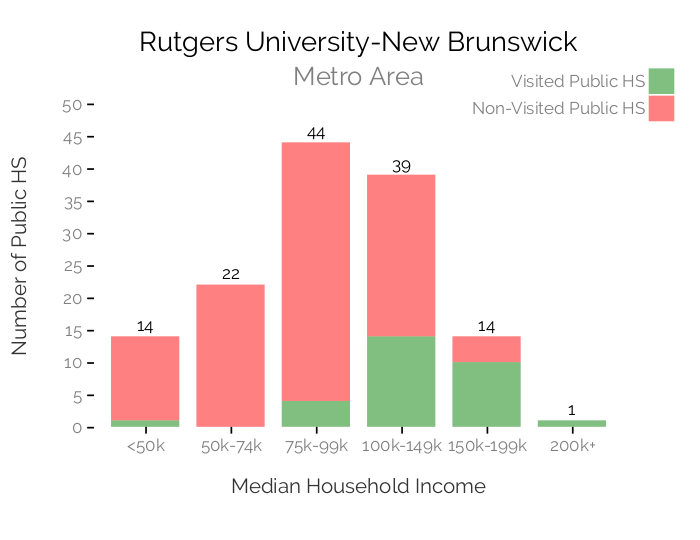 Rutgers University-New Brunswick
Metro Area
Visited Public HS
Non-Visited Public HS
Number of Public HS
50
45
40
35
30
25
20
15
10
5
0
14
22
44
39
14
1
<50k
50k-74k
75k-99k
100k-149k
150k-199k
200k+
Median Household Income